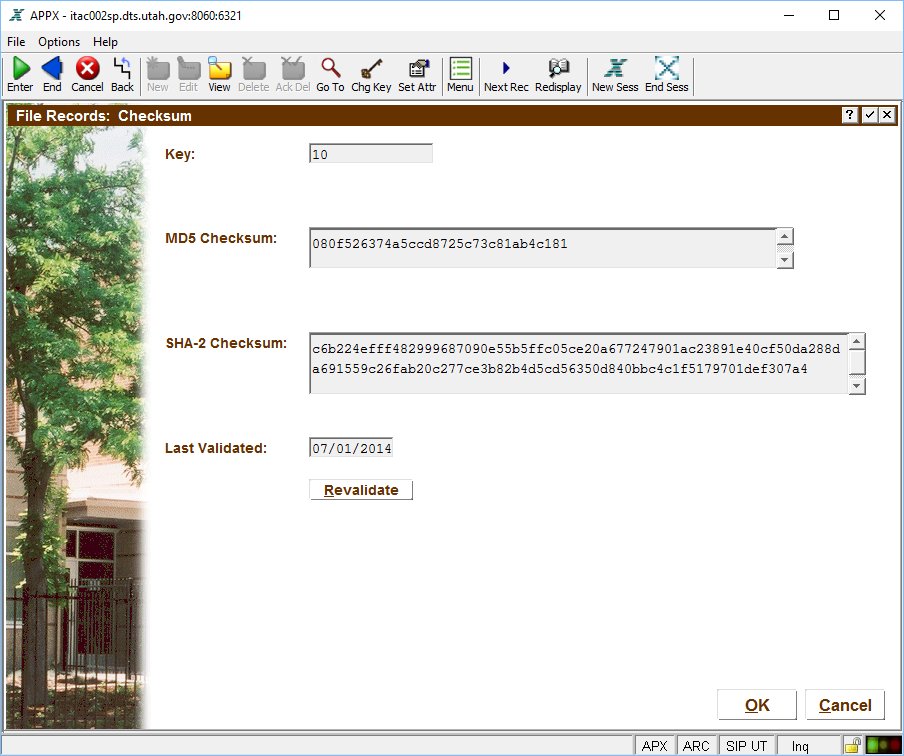 APPX - itac002sp.dts.utah.gov:8060:6321
File Options Help
Enter End Cancel Back New Edit View Delete Ack Del Go To Chg Key Set Attr Menu Next Rec Redisplay New Sess End Sess
File Records: Checksum ?
Key: 10
MD5 Checksum: 080f526374a5ccd8725c73c81ab4c181
SHA-2 Checksum: c6b224efff482999687090e55b5ffc05ce20a677247901ac23891e40cf50da288d
a691559c26fab20c277ce3b82b4d5cd56350d840bbc4c1f5179701def307a4
Last Validated: 07/01/2014
Revalidate
OK Cancel
APX ARC SIP UT Inq